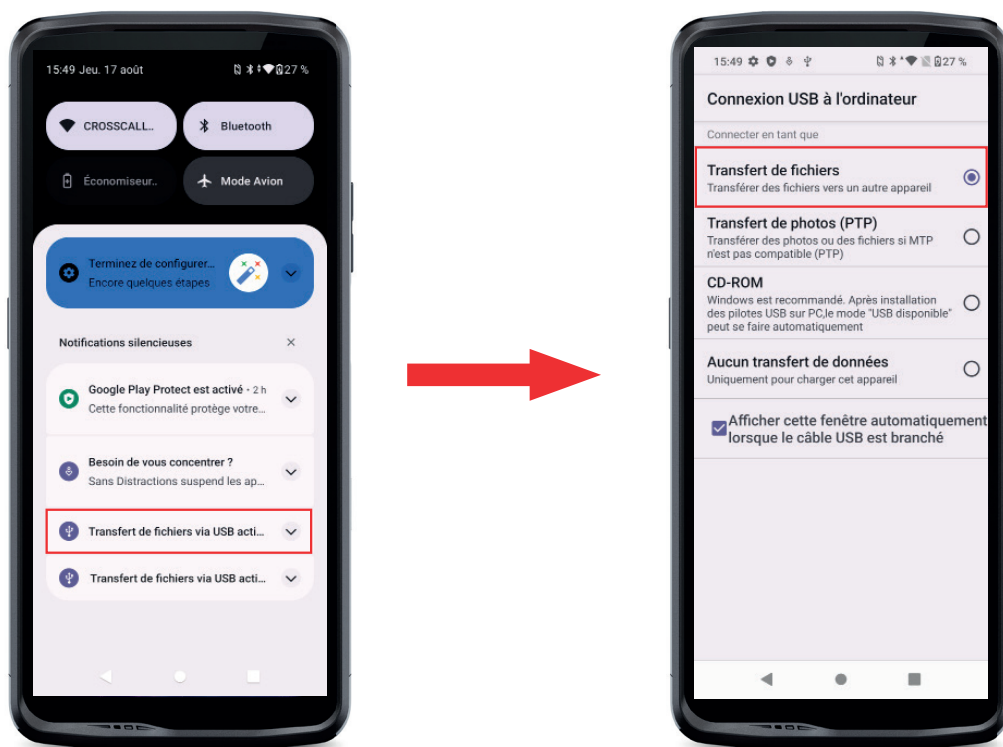 15:49 Jeu. 17 août
27 %
CROSSCALL..
Bluetooth
Économiseur..
Mode Avion
Terminez de configurer...
Encore quelques étapes
Notifications silencieuses
Google Play Protect est activé · 2 h
Cette fonctionnalité protège votre...
Besoin de vous concentrer ?
Sans Distractions suspend les ap...
Transfert de fichiers via USB acti...
Transfert de fichiers via USB acti...
15:49
27 %
Connexion USB à l'ordinateur
Connecter en tant que
Transfert de fichiers
Transférer des fichiers vers un autre appareil
Transfert de photos (PTP)
Transférer des photos ou des fichiers si MTP
n'est pas compatible (PTP)
CD-ROM
Windows est recommandé. Après installation
des pilotes USB sur PC,le mode "USB disponible"
peut se faire automatiquement
Aucun transfert de données
Uniquement pour charger cet appareil
Afficher cette fenêtre automatiquement
lorsque le câble USB est branché